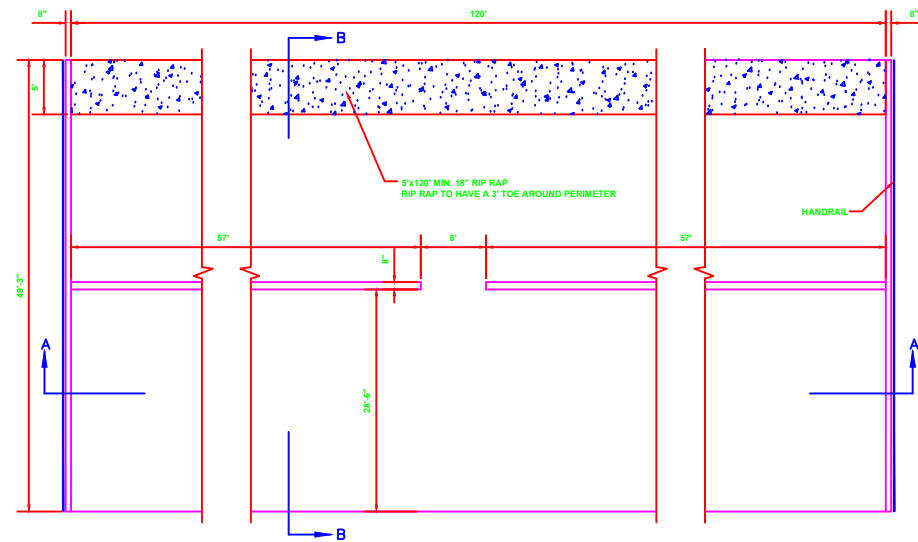 8" 120' 8"
B
5'
5'x120' MIN. 18" RIP RAP
RIP RAP TO HAVE A 3' TOE AROUND PERIMETER
HANDRAIL
57' 6' 57'
8"
49'-3"
A A
28'-6"
B